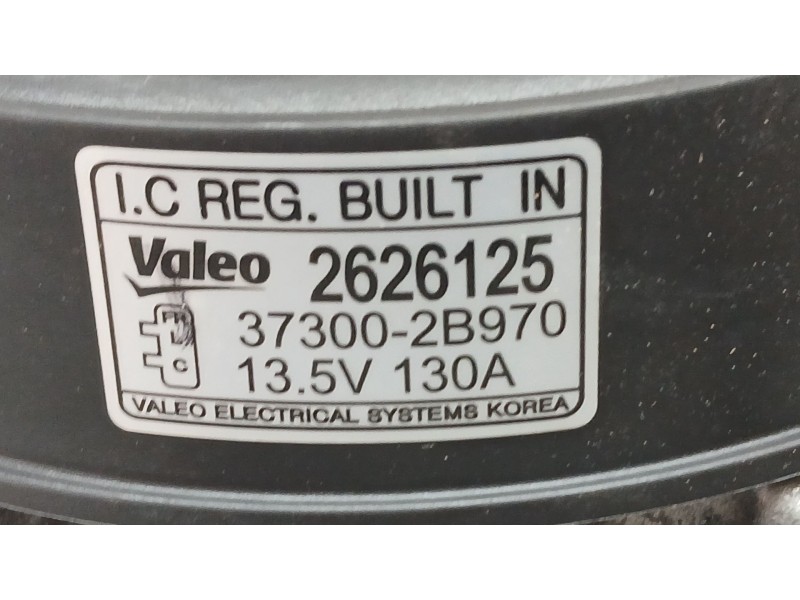 I.C REG. BUILT IN
Valeo 2626125
37300-2B970
L
C
13.5V 130A
VALEO ELECTRICAL SYSTEMS KOREA